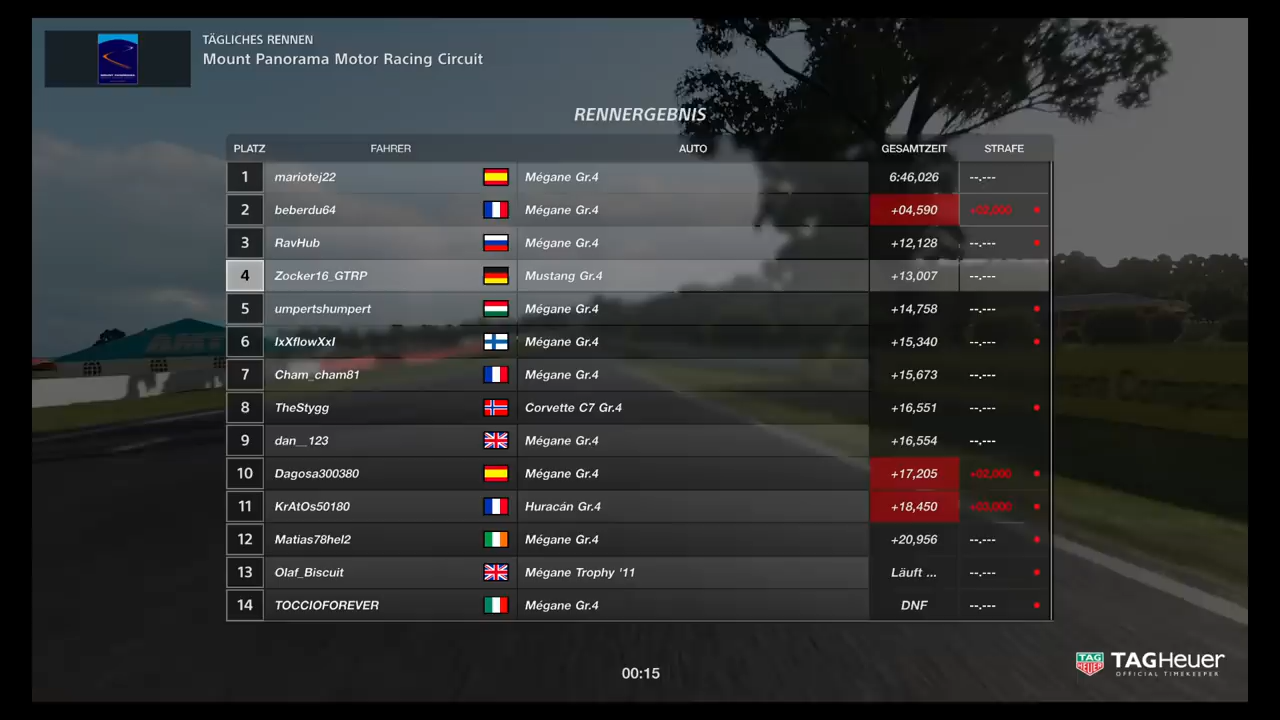 TÄGLICHES RENNEN
Mount Panorama Motor Racing Circuit
RENNERGEBNIS
PLATZ FAHRER AUTO GESAMTZEIT STRAFE
1 mariotej22 Mégane Gr.4 6:46,026 --,---
2 beberdu64 Mégane Gr.4 +04,590 +02,000
3 RavHub Mégane Gr.4 +12,128 --,---
4 Zocker16_GTRP Mustang Gr.4 +13,007 --,---
5 umpertshumpert Mégane Gr.4 +14,758 --,---
6 IxXflowXxI Mégane Gr.4 +15,340 --,---
7 Cham_cham81 Mégane Gr.4 +15,673 --,---
8 TheStygg Corvette C7 Gr.4 +16,551 --,---
9 dan__123 Mégane Gr.4 +16,554 --,---
10 Dagosa300380 Mégane Gr.4 +17,205 +02,000
11 KrAtOs50180 Huracán Gr.4 +18,450 +03,000
12 Matias78hel2 Mégane Gr.4 +20,956 --,---
13 Olaf_Biscuit Mégane Trophy '11 Läuft ... --,---
14 TOCCIOFOREVER Mégane Gr.4 DNF --,---
00:15
TAG HEUER
TAGHeuer
OFFICIAL TIMEKEEPER